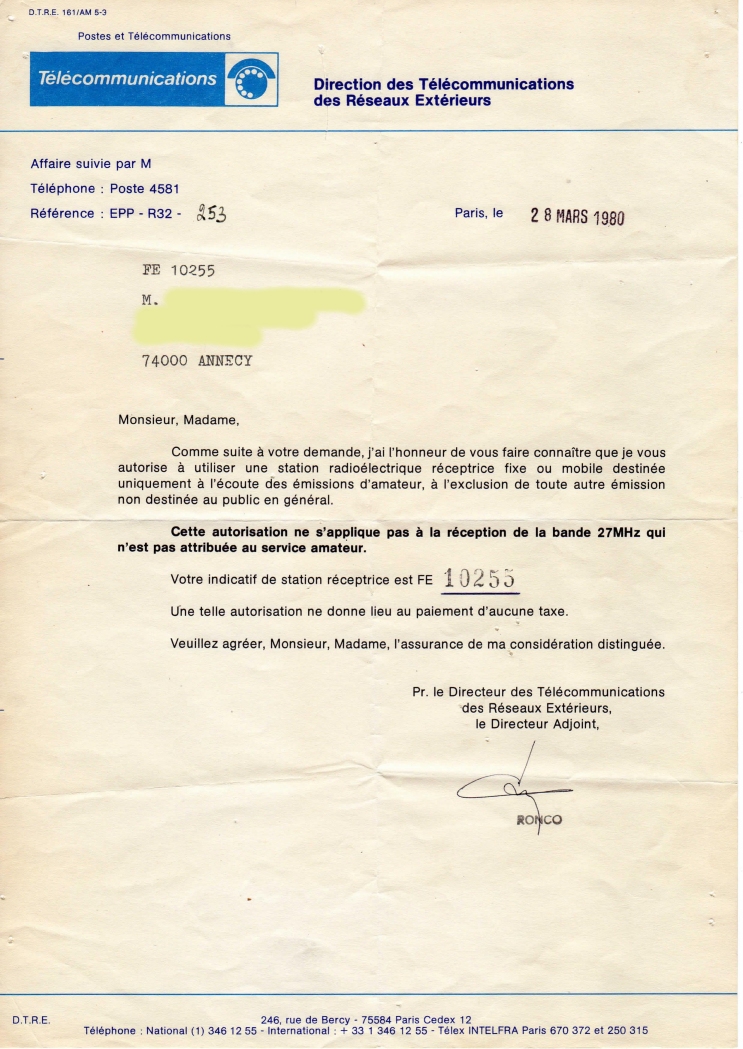 D.T.R.E. 161/AM 5-3
Postes et Télécommunications
Télécommunications
Direction des Télécommunications
des Réseaux Extérieurs
Affaire suivie par M
Téléphone : Poste 4581
Référence : EPP - R32 - 253
Paris, le 28 MARS 1980
FE 10255
M.
74000 ANNECY
Monsieur, Madame,
Comme suite à votre demande, j'ai l'honneur de vous faire connaître que je vous
autorise à utiliser une station radioélectrique réceptrice fixe ou mobile destinée
uniquement à l'écoute des émissions d'amateur, à l'exclusion de toute autre émission
non destinée au public en général.
Cette autorisation ne s'applique pas à la réception de la bande 27MHz qui
n'est pas attribuée au service amateur.
Votre indicatif de station réceptrice est FE 10255
Une telle autorisation ne donne lieu au paiement d'aucune taxe.
Veuillez agréer, Monsieur, Madame, l'assurance de ma considération distinguée.
Pr. le Directeur des Télécommunications
des Réseaux Extérieurs,
le Directeur Adjoint,
RONCO
D.T.R.E.
246, rue de Bercy - 75584 Paris Cedex 12
Téléphone : National (1) 346 12 55 - International : + 33 1 346 12 55 - Télex INTELFRA Paris 670 372 et 250 315